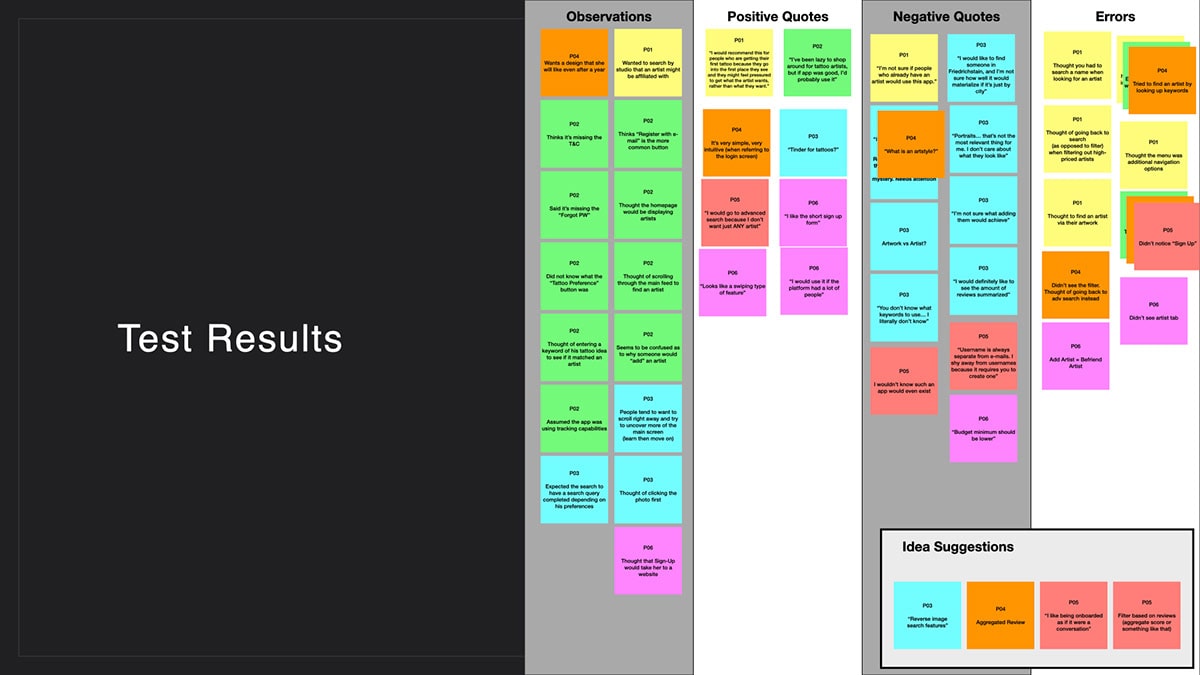 Test Results
Observations
P04
Wants a design that she
will like even after a year
P01
Wanted to search by
studio that an artist might
be affiliated with
P02
Thinks it's missing the
T&C
P02
Thinks "Register with e-
mail" is the more
common button
P02
Said it's missing the
"Forgot PW"
P02
Thought the homepage
would be displaying
artists
P02
Did not know what the
"Tattoo Preference"
button was
P02
Thought of scrolling
through the main feed to
find an artist
P02
Thought of entering a
keyword of his tattoo idea
to see if it matched an
artist
P02
Seems to be confused as
to why someone would
"add" an artist
P02
Assumed the app was
using tracking capabilities
P03
People tend to want to
scroll right away and try
to uncover more of the
main screen
(learn then move on)
P03
Expected the search to
have a search query
completed depending on
his preferences
P03
Thought of clicking the
photo first
P06
Thought that Sign-Up
would take her to a
website
Positive Quotes
P01
"I would recommend this for
people who are getting their
first tattoo because they go
into the first place they see
and they might feel pressured
to get what the artist wants.
rather than what they want."
P02
"I've been lazy to shop
around for tattoo artists,
but if app was good, I'd
probably use it"
P04
It's very simple, very
intuitive (when referring to
the login screen)
P03
"Tinder for tattoos?"
P05
"I would go to advanced
search because I don't
want just ANY artist"
P06
"I like the short sign up
form"
P06
"Looks like a swiping type
of feature"
P06
"I would use it if the
platform had a lot of
people"
Negative Quotes
P01
"I'm not sure if people
who already have an
artist would use this app."
P03
"I would like to find
someone in
Friedrichstain, and I'm not
sure how well it would
materialize if it's just by
city"
P04
"What is an artstyle?"
mystery. Needs attention
P03
"Portraits... that's not the
most relevant thing for
me. I don't care about
what they look like"
P03
Artwork vs Artist?
P03
"I'm not sure what adding
them would achieve"
P03
"You don't know what
keywords to use... I
literally don't know"
P03
"I would definitely like to
see the amount of
reviews summarized"
P05
I wouldn't know such an
app would even exist
P05
"Username is always
separate from e-mails. I
shy away from usernames
because it requires you to
create one"
P06
"Budget minimum should
be lower"
Errors
P01
Thought you had to
search a name when
looking for an artist
P04
Tried to find an artist by
looking up keywords
P01
Thought of going back to
search
(as opposed to filter)
when filtering out high-
priced artists
P01
Thought the menu was
additional navigation
options
P01
Thought to find an artist
via their artwork
P05
Didn't notice "Sign Up"
P04
Didn't see the filter.
Thought of going back to
adv search instead
P06
Didn't see artist tab
P06
Add Artist = Befriend
Artist
Idea Suggestions
P03
"Reverse image
search features"
P04
Aggregated Review
P05
"I like being onboarded
as if it were a
conversation"
P05
Filter based on reviews
(aggregate score or
something like that)